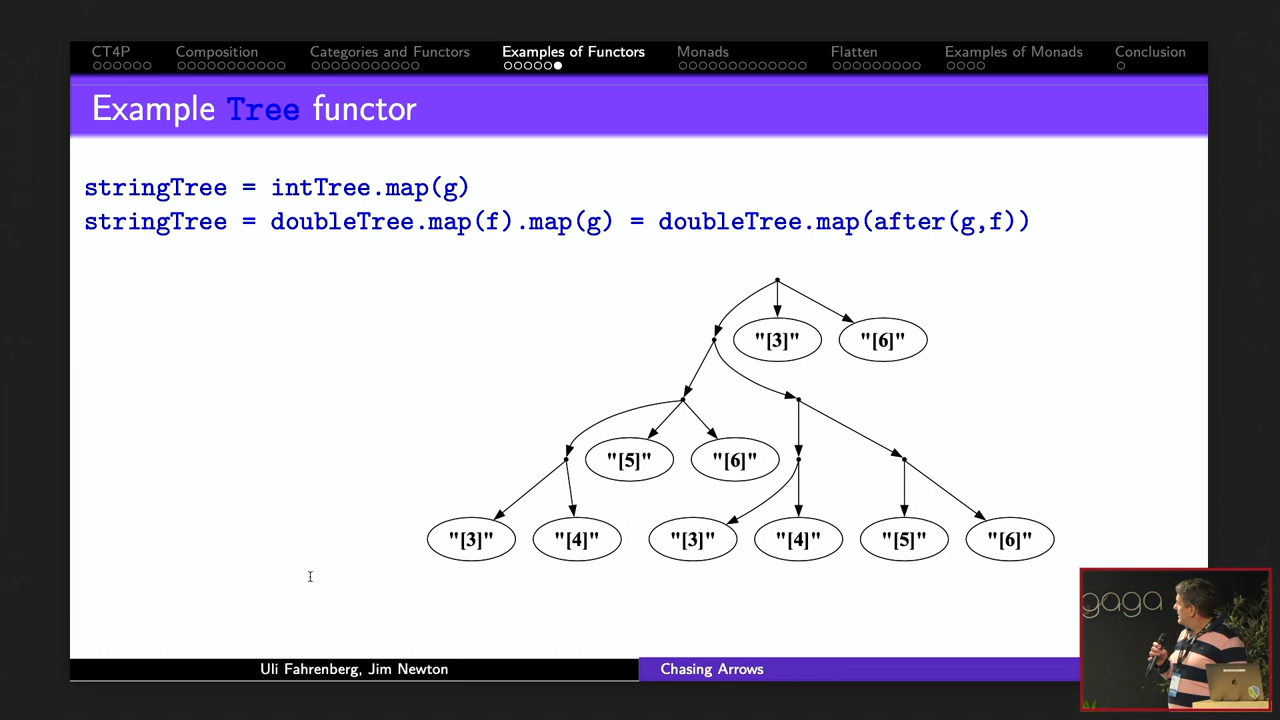 CT4P Composition Categories and Functors Examples of Functors Monads Flatten Examples of Monads Conclusion
Example Tree functor
stringTree = intTree.map(g)
stringTree = doubleTree.map(f).map(g) = doubleTree.map(after(g,f))
"[3]" "[6]"
"[5]" "[6]"
"[3]" "[4]" "[3]" "[4]" "[5]" "[6]"
gaga
Uli Fahrenberg, Jim Newton Chasing Arrows